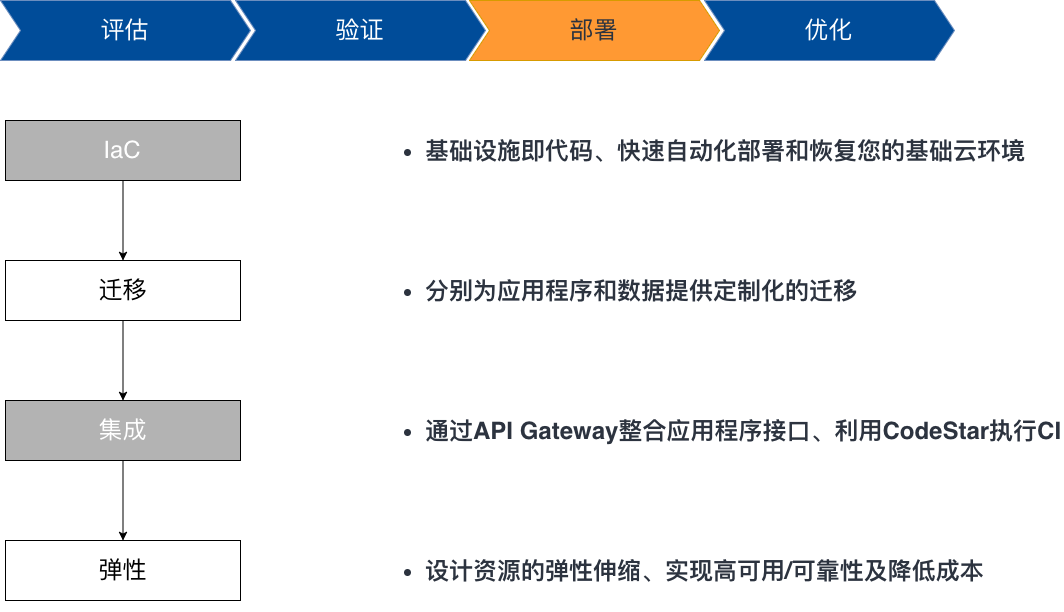 评估
验证
部署
优化
IaC
• 基础设施即代码、快速自动化部署和恢复您的基础云环境
迁移
• 分别为应用程序和数据提供定制化的迁移
集成
• 通过API Gateway整合应用程序接口、利用CodeStar执行CI
弹性
• 设计资源的弹性伸缩、实现高可用/可靠性及降低成本